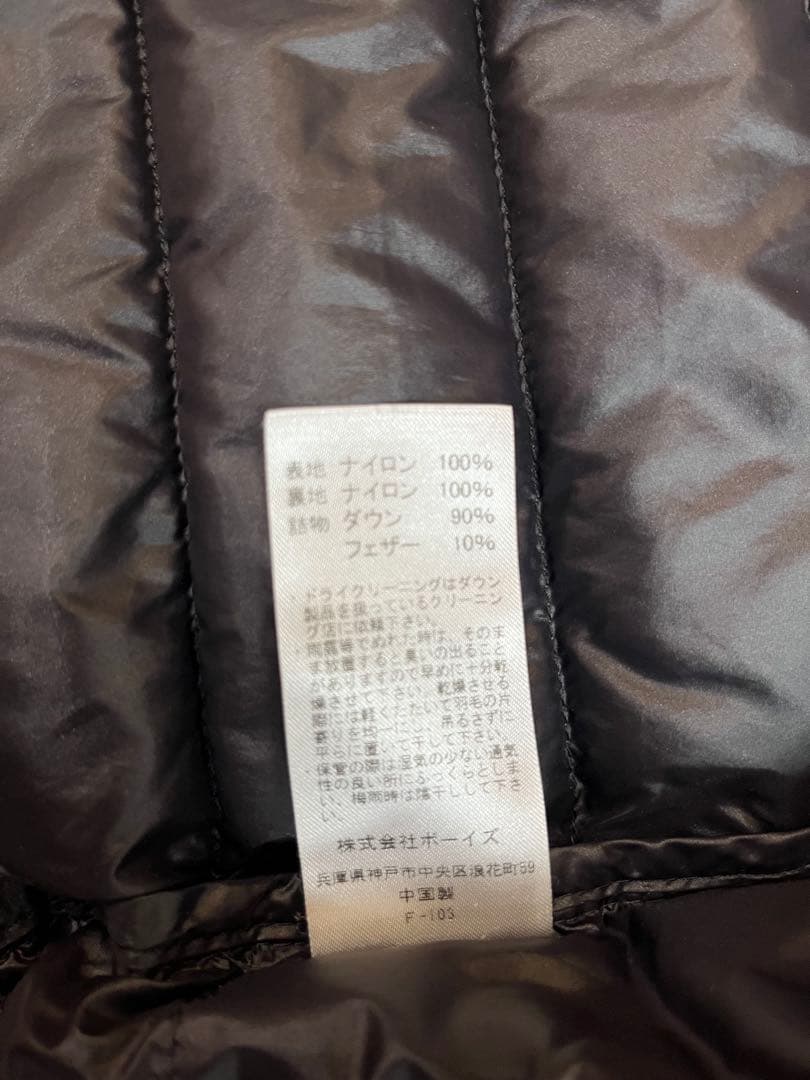 表地 ナイロン 100%
裏地 ナイロン 100%
詰物 ダウン 90%
フェザー 10%
・ドライクリーニングはダウン
製品を扱っているクリーニン
グ店に依頼下さい。
・雨雪等でぬれた時は、そのま
ま放置すると臭いの出ること
がありますので早めに十分乾
燥させて下さい。乾燥させる
際には軽くたたいて羽毛の片
寄りを均一にし、吊るさずに
平らに置いて干して下さい。
・保管の際は湿気の少ない通気
性の良い所にふっくらとしま
い、梅雨時は陰干しして下さ
い。
株式会社ボーイズ
兵庫県神戸市中央区浪花町59
中国製
F-103